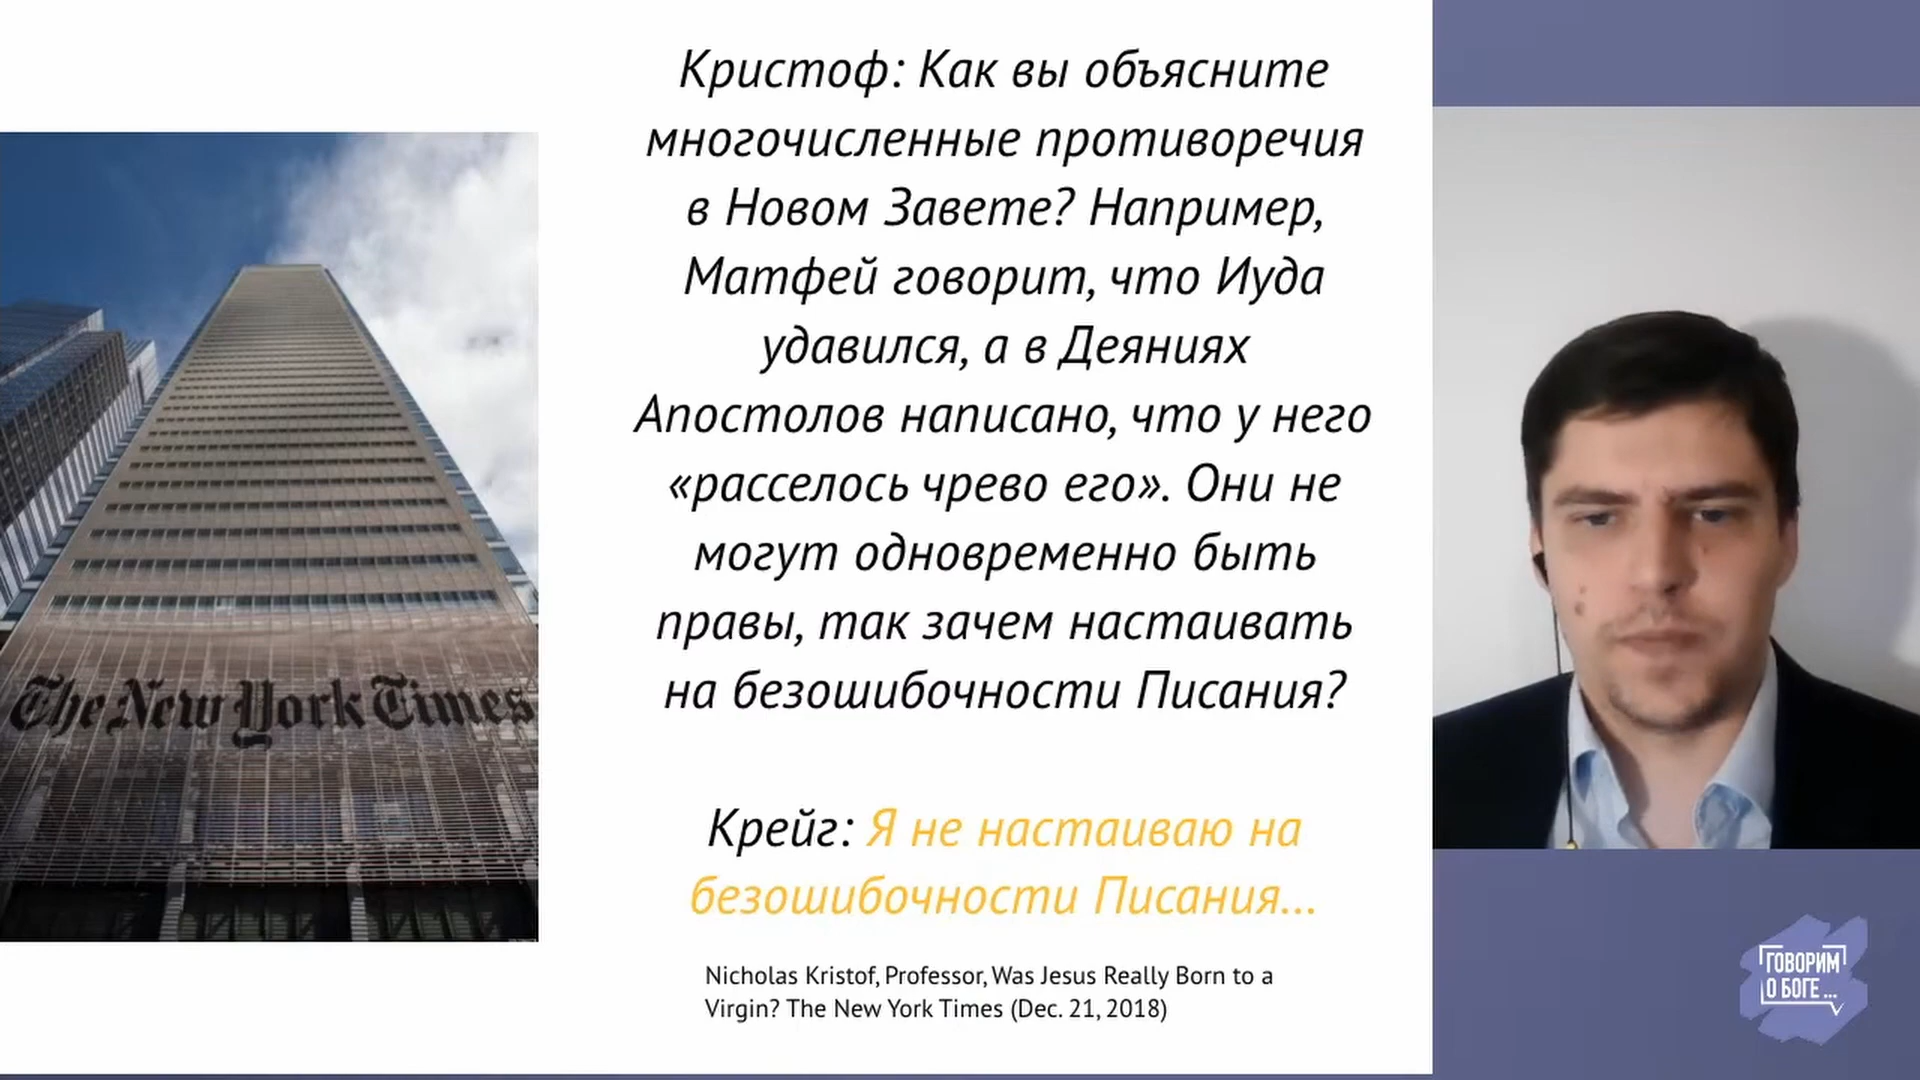 Кристоф: Как вы объясните
многочисленные противоречия
в Новом Завете? Например,
Матфей говорит, что Иуда
удавился, а в Деяниях
Апостолов написано, что у него
«расселось чрево его». Они не
могут одновременно быть
правы, так зачем настаивать
на безошибочности Писания?
Крейг: Я не настаиваю на
безошибочности Писания...
Nicholas Kristof, Professor, Was Jesus Really Born to a
Virgin? The New York Times (Dec. 21, 2018)
The New York Times
ГОВОРИМ
О БОГЕ ...